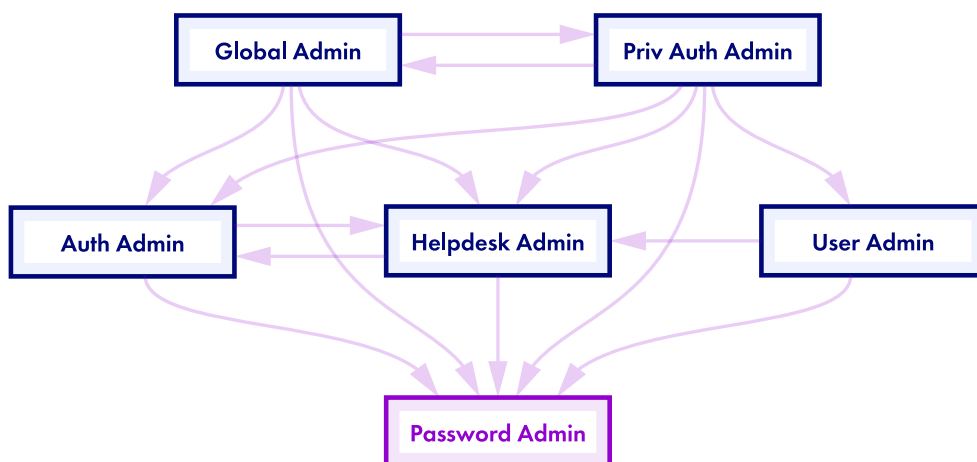 Global Admin
Priv Auth Admin
Auth Admin
Helpdesk Admin
User Admin
Password Admin